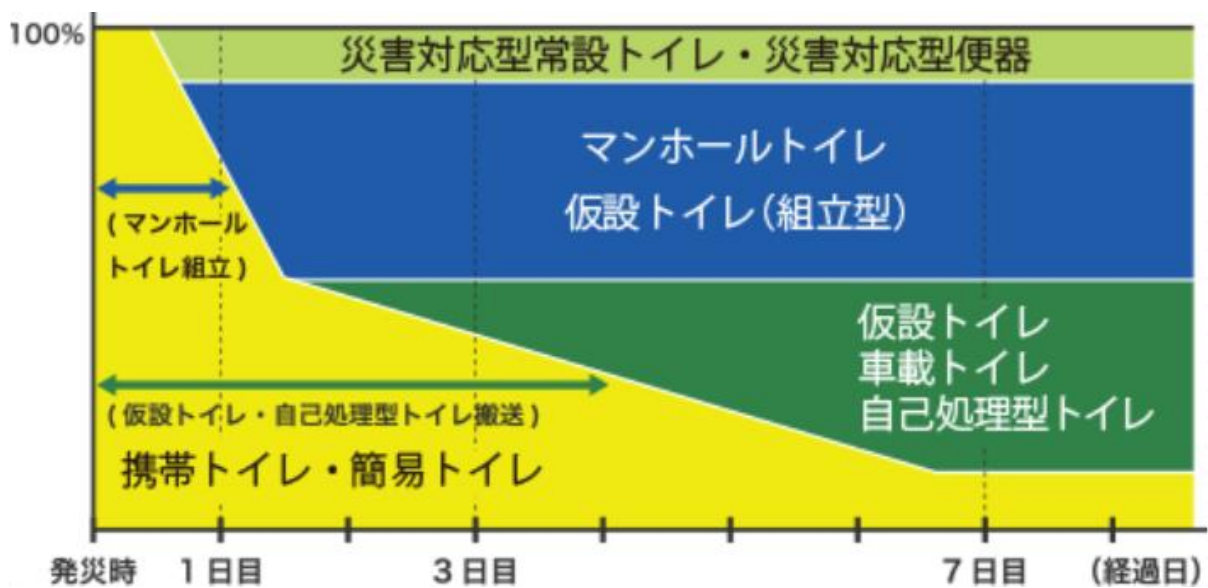 100%
災害対応型常設トイレ・災害対応型便器
マンホールトイレ
仮設トイレ(組立型)
(マンホール
トイレ組立)
仮設トイレ
車載トイレ
自己処理型トイレ
(仮設トイレ・自己処理型トイレ搬送)
携帯トイレ・簡易トイレ
発災時 1日目 3日目 7日目 (経過日)